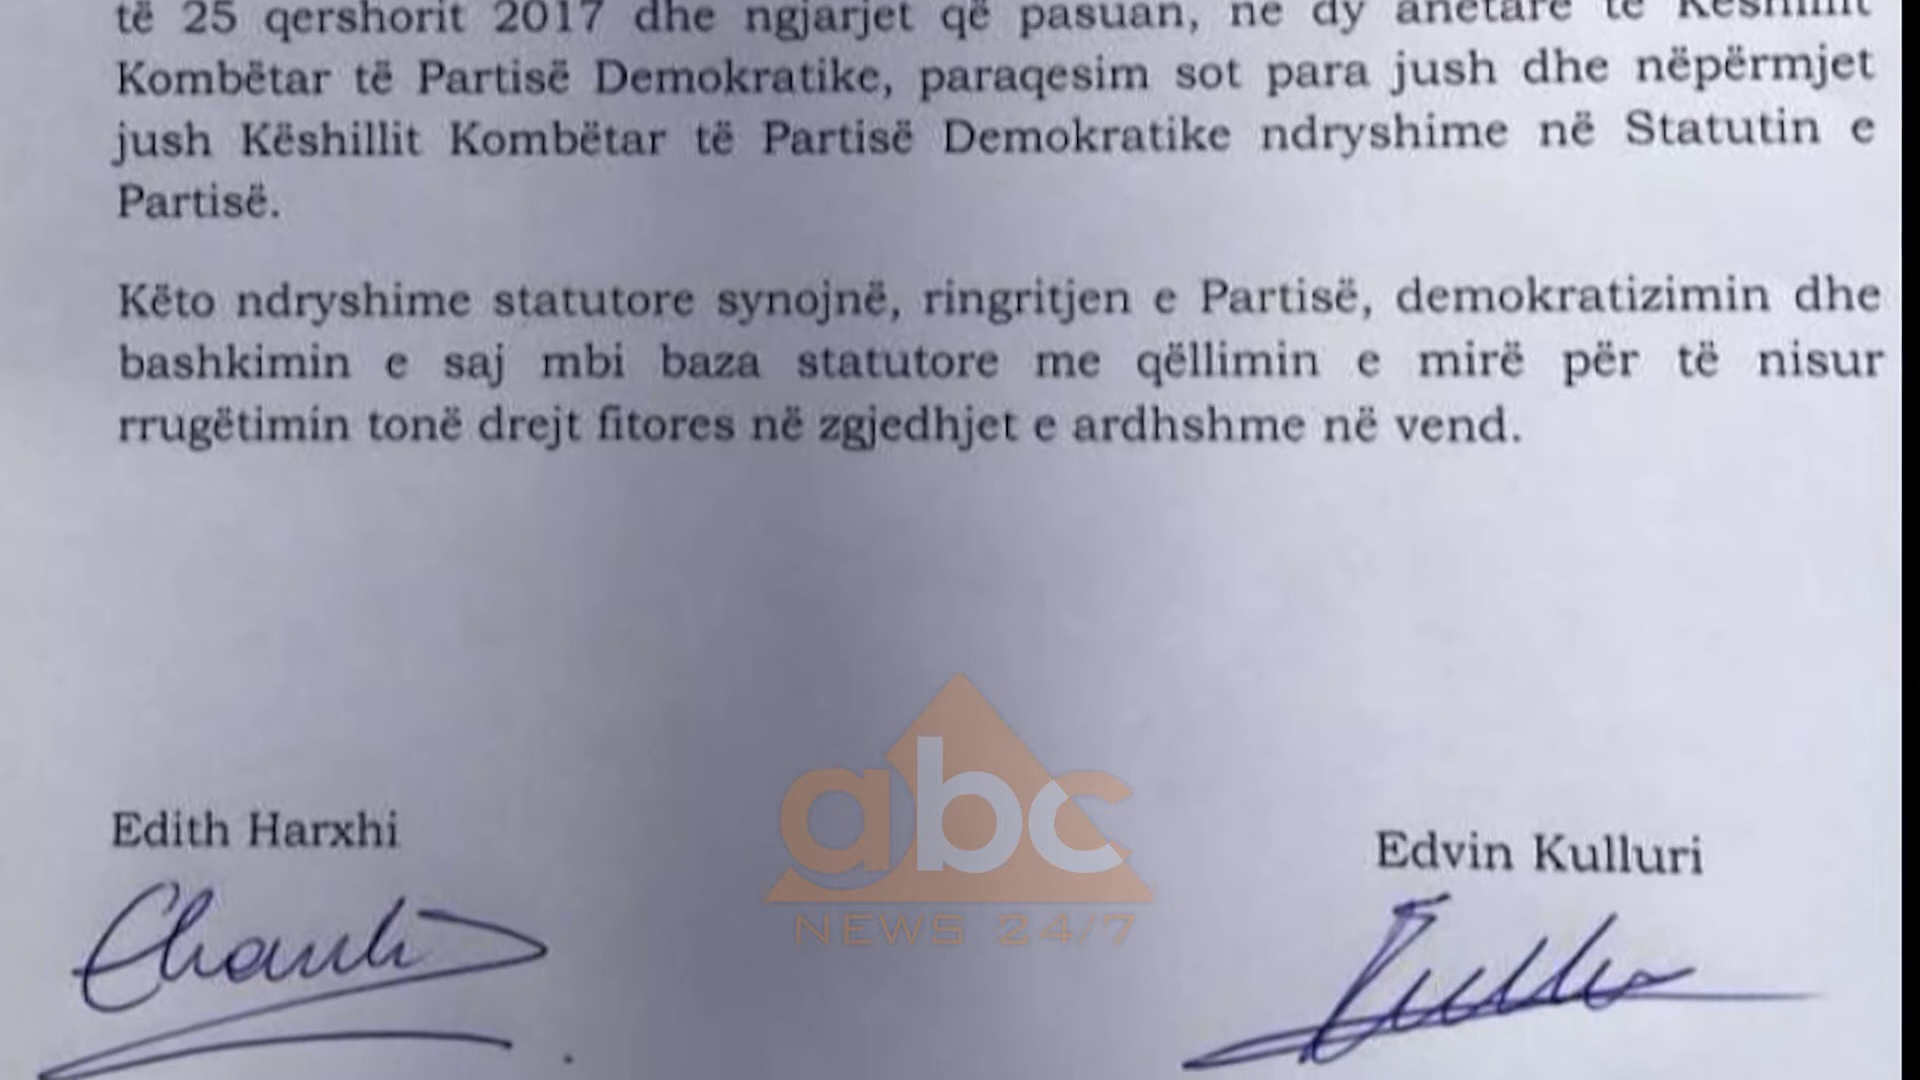 të 25 qershorit 2017 dhe ngjarjet që pasuan, ne dy anëtarë të Këshillit
Kombëtar të Partisë Demokratike, paraqesim sot para jush dhe nëpërmjet
jush Këshillit Kombëtar të Partisë Demokratike ndryshime në Statutin e
Partisë.
Këto ndryshime statutore synojnë, ringritjen e Partisë, demokratizimin dhe
bashkimin e saj mbi baza statutore me qëllimin e mirë për të nisur
rrugëtimin tonë drejt fitores në zgjedhjet e ardhshme në vend.
abc
NEWS 24/7
Edith Harxhi
Edvin Kulluri